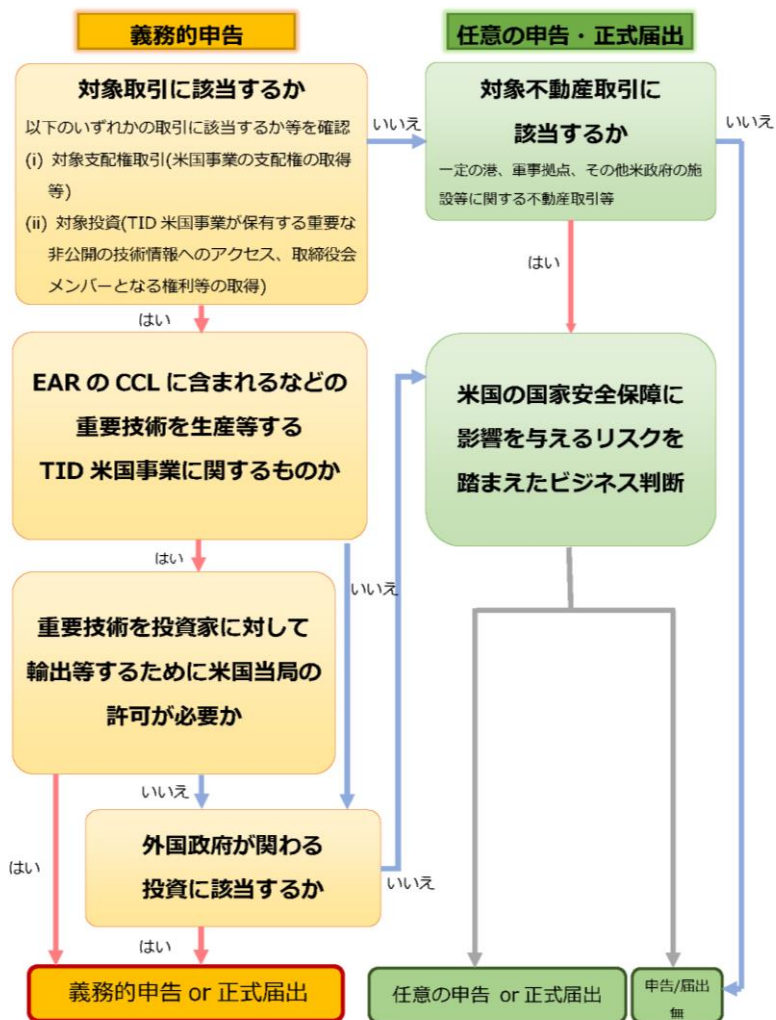 義務的申告
任意の申告・正式届出
対象取引に該当するか
以下のいずれかの取引に該当するか等を確認
(i) 対象支配権取引(米国事業の支配権の取得
等)
(ii) 対象投資(TID 米国事業が保有する重要な
非公開の技術情報へのアクセス、取締役会
メンバーとなる権利等の取得)
いいえ
対象不動産取引に
該当するか
一定の港、軍事拠点、その他米政府の施
設等に関する不動産取引等
いいえ
はい
はい
EAR の CCL に含まれるなどの
重要技術を生産等する
TID 米国事業に関するものか
米国の国家安全保障に
影響を与えるリスクを
踏まえたビジネス判断
はい
いいえ
重要技術を投資家に対して
輸出等するために米国当局の
許可が必要か
いいえ
はい
外国政府が関わる
投資に該当するか
いいえ
はい
義務的申告 or 正式届出
任意の申告 or 正式届出
申告/届出
無